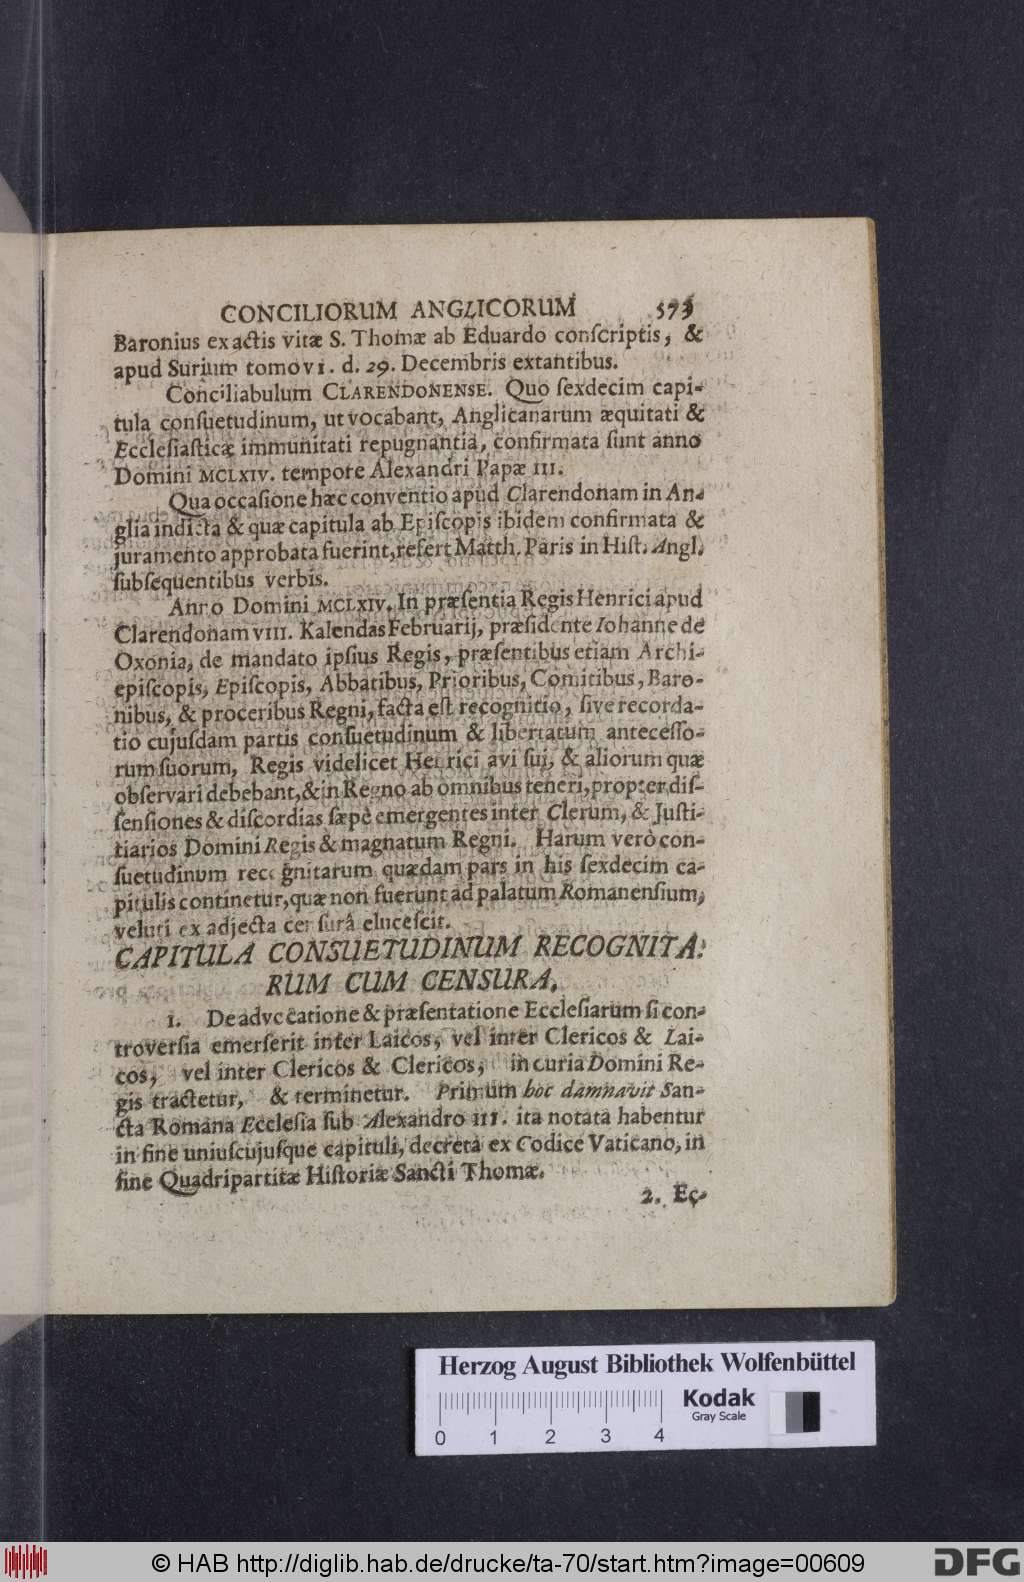 CONCILIORUM ANGLICORUM 573
Baronius ex actis vitæ S. Thomæ ab Eduardo conſcriptis, &
apud Surium tomo VI. d. 29. Decembris extantibus.
Conciliabulum CLARENDONENSE. Quo ſexdecim capi-
tula conſuetudinum, ut vocabant, Anglicanarum æquitati &
Eccleſiaſticæ immunitati repugnantia, confirmata ſunt anno
Domini MCLXIV. tempore Alexandri Papæ III.
Qua occaſione hæc conventio apud Clarendonam in An-
glia indicta & quæ capitula ab Epiſcopis ibidem confirmata &
juramento approbata fuerint, refert Matth. Paris in Hiſt. Angl.
ſubſequentibus verbis.
Anno Domini MCLXIV. In præſentia Regis Henrici apud
Clarendonam VIII. Kalendas Februarij, præſidente Iohanne de
Oxonia, de mandato ipſius Regis, præſentibus etiam Archi-
epiſcopis, Epiſcopis, Abbatibus, Prioribus, Comitibus, Baro-
nibus, & proceribus Regni, facta eſt recognitio, ſive recorda-
tio cujuſdam partis conſuetudinum & libertatum anteceſſo-
rum ſuorum, Regis videlicet Henrici avi ſui, & aliorum quæ
obſervari debebant, & in Regno ab omnibus teneri, propter diſ-
ſenſiones & diſcordias ſæpè emergentes inter Clerum, & Juſti-
tiarios Domini Regis & magnatum Regni. Harum verò con-
ſuetudinum recognitarum quædam pars in his ſexdecim ca-
pitulis continetur, quæ non fuerunt ad palatum Romanenſium,
veluti ex adjecta cenſurâ eluceſcit.
CAPITULA CONSUETUDINUM RECOGNITA-
RUM CUM CENSURA.
1. De advocatione & præſentatione Eccleſiarum ſi con-
troverſia emerſerit inter Laicos, vel inter Clericos & Lai-
cos, vel inter Clericos & Clericos, in curia Domini Re-
gis tractetur, & terminetur. Primum hoc damnavit San-
cta Romana Eccleſia ſub Alexandro III. ita notata habentur
in fine uniuſcujuſque capituli, decreta ex Codice Vaticano, in
fine Quadripartitæ Hiſtoriæ Sancti Thomæ.
2. Ec-
Herzog August Bibliothek Wolfenbüttel
Kodak
Gray Scale
0 1 2 3 4
© HAB http://diglib.hab.de/drucke/ta-70/start.htm?image=00609
DFG